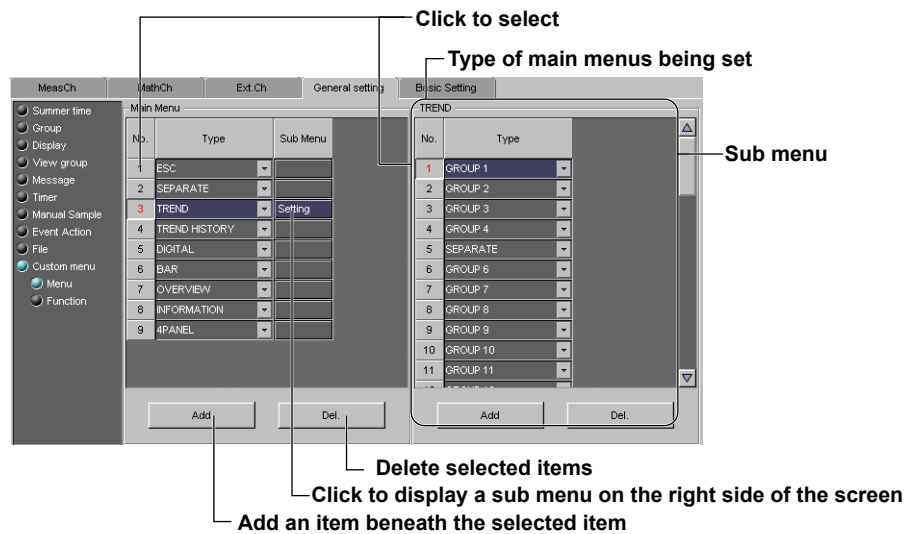 Click to select
Type of main menus being set
MeasCh MathCh Ext.Ch General setting Basic Setting
Summer time
Group
Display
View group
Message
Timer
Manual Sample
Event Action
File
Custom menu
Menu
Function
Main Menu
No. Type Sub Menu
1 ESC
2 SEPARATE
3 TREND Setting
4 TREND HISTORY
5 DIGITAL
6 BAR
7 OVERVIEW
8 INFORMATION
9 4PANEL
Add Del.
TREND
No. Type
1 GROUP 1
2 GROUP 2
3 GROUP 3
4 GROUP 4
5 SEPARATE
6 GROUP 6
7 GROUP 7
8 GROUP 8
9 GROUP 9
10 GROUP 10
11 GROUP 11
Add Del.
Sub menu
Delete selected items
Click to display a sub menu on the right side of the screen
Add an item beneath the selected item